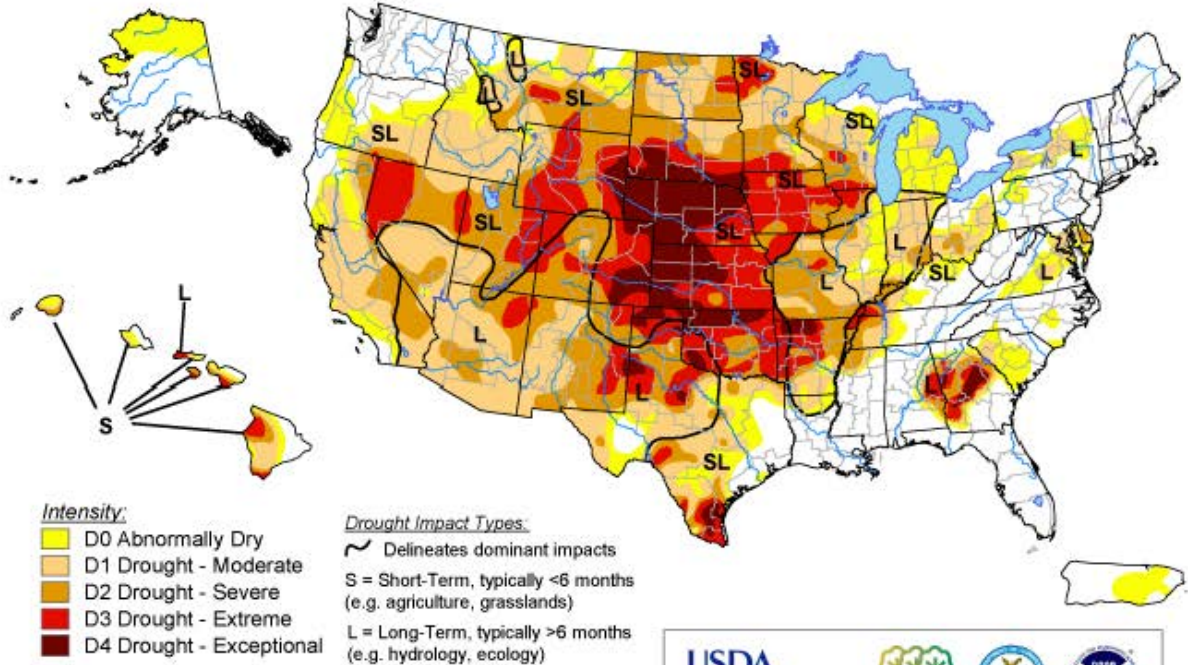 L
L
SL
SL
SL
SL
L
SL
SL
SL
L
SL
L
L
L
L
L
L
SL
S
Intensity:
D0 Abnormally Dry
D1 Drought - Moderate
D2 Drought - Severe
D3 Drought - Extreme
D4 Drought - Exceptional
Drought Impact Types:
Delineates dominant impacts
S = Short-Term, typically <6 months
(e.g. agriculture, grasslands)
L = Long-Term, typically >6 months
(e.g. hydrology, ecology)
USDA